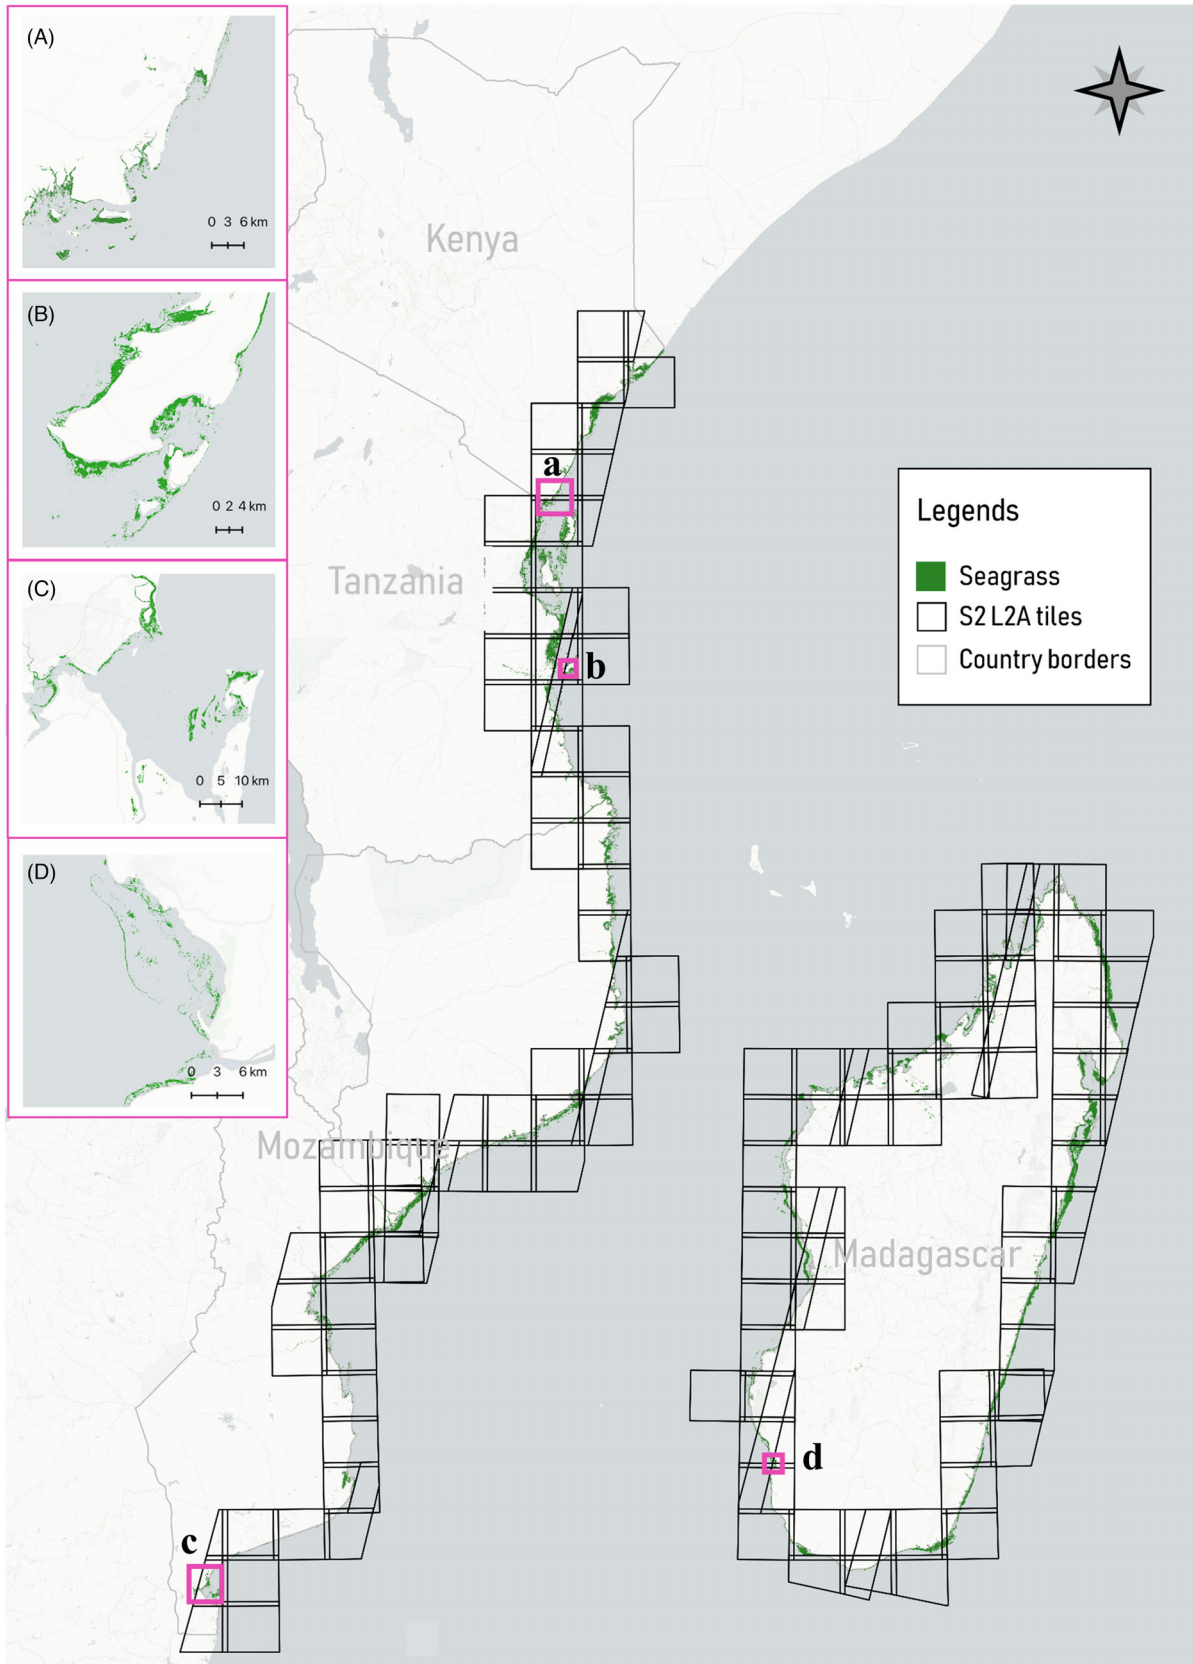 (A)
0 3 6 km
(B)
0 2 4 km
(C)
0 5 10 km
(D)
0 3 6 km
Kenya
a
Tanzania
b
Legends
Seagrass
S2 L2A tiles
Country borders
Mozambique
Madagascar
d
c